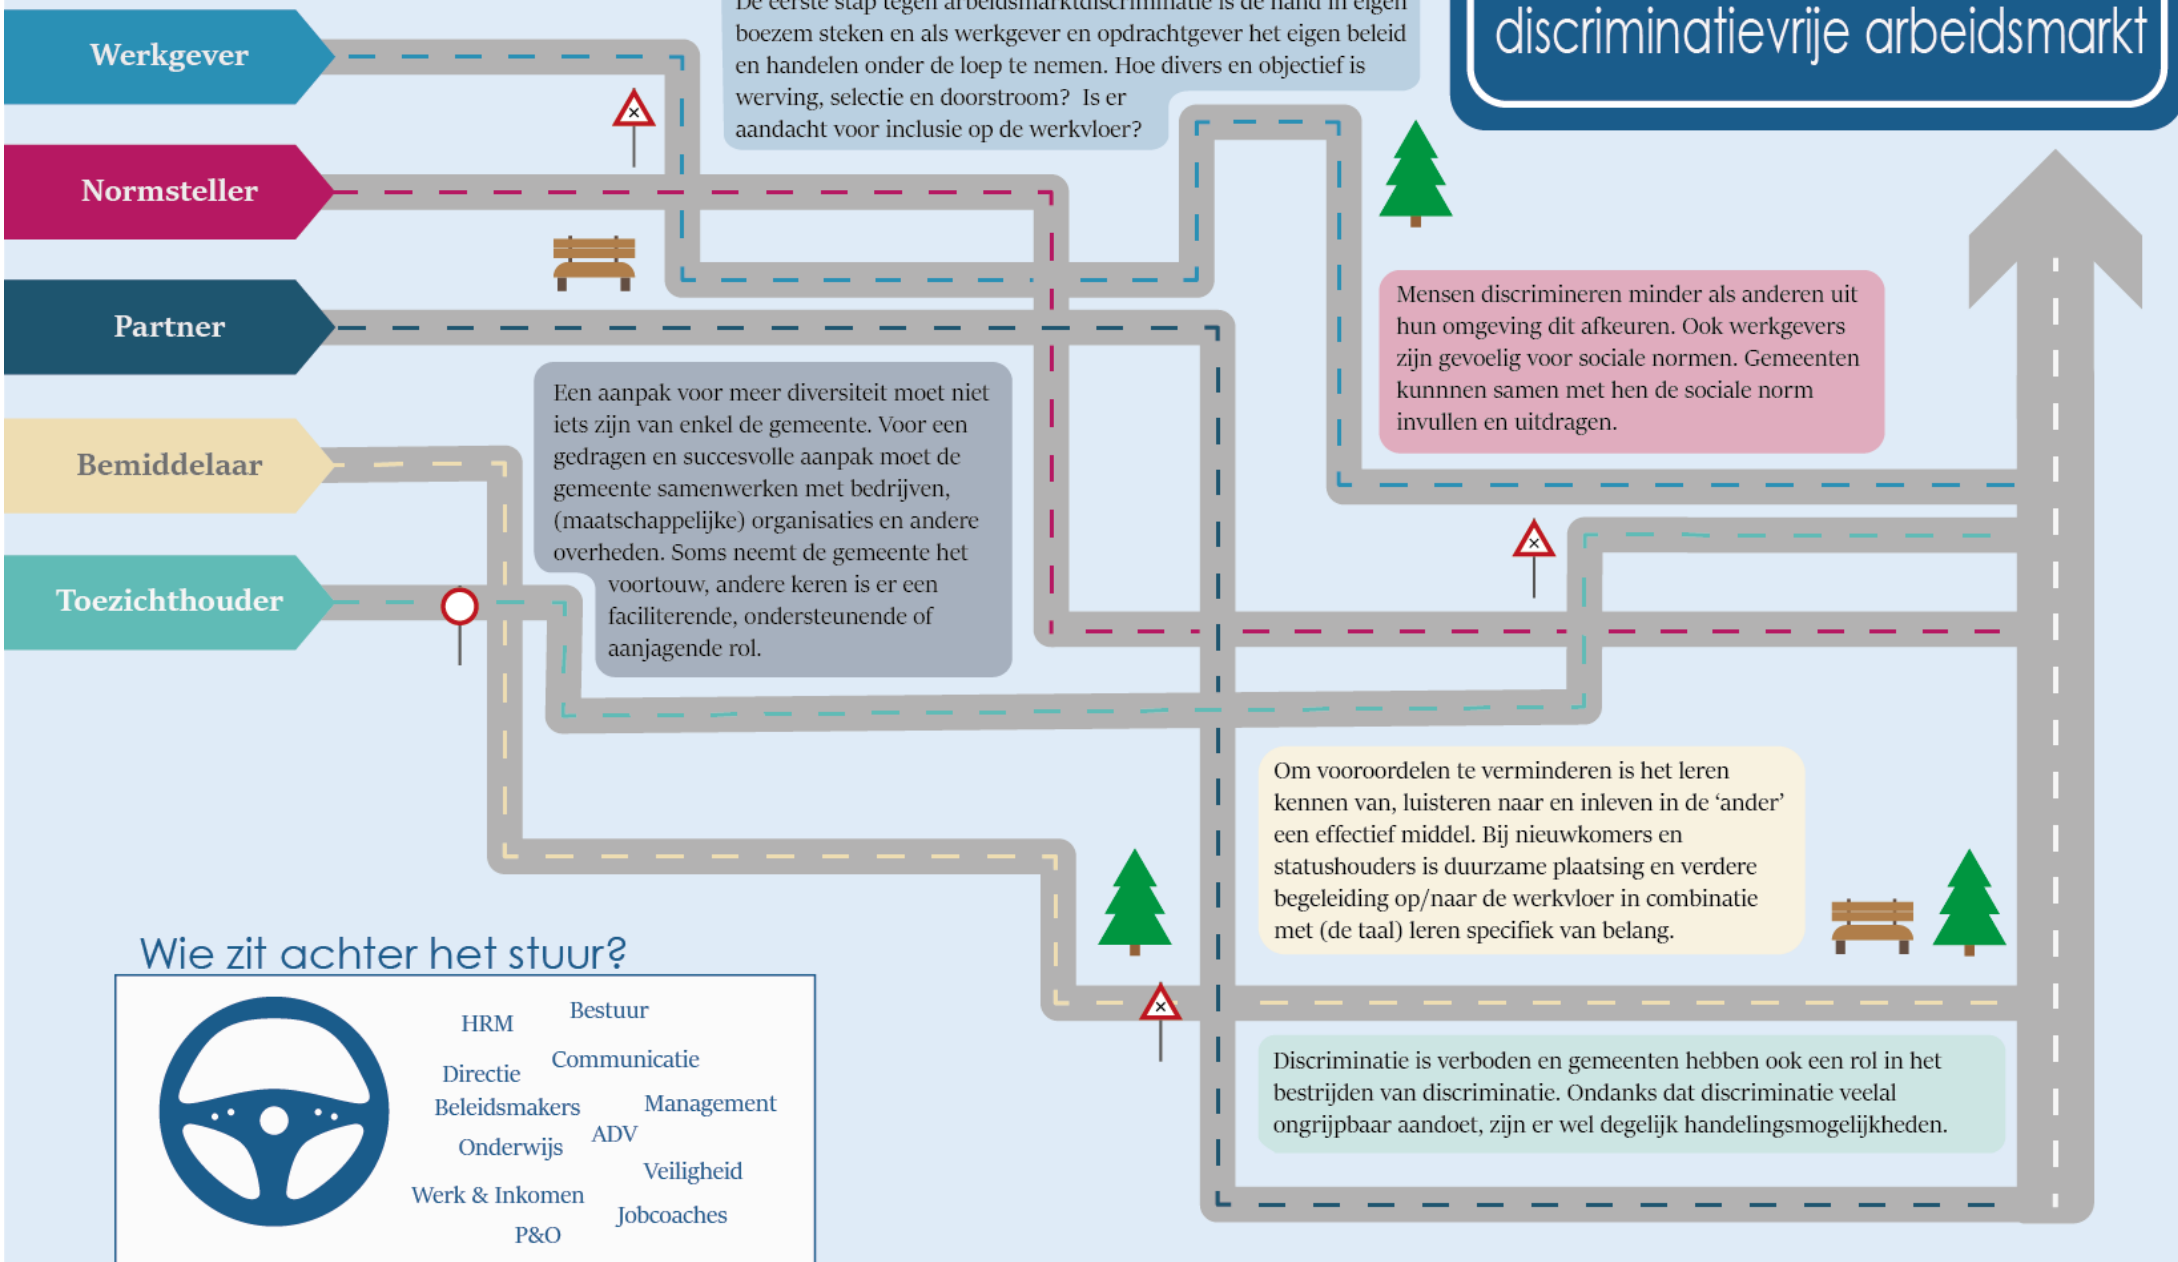 De eerste stap tegen arbeidsmarktdiscriminatie is de hand in eigen
boezem steken en als werkgever en opdrachtgever het eigen beleid
en handelen onder de loep te nemen. Hoe divers en objectief is
werving, selectie en doorstroom? Is er
aandacht voor inclusie op de werkvloer?
discriminatievrije arbeidsmarkt
Werkgever
Normsteller
Partner
Bemiddelaar
Toezichthouder
Mensen discrimineren minder als anderen uit
hun omgeving dit afkeuren. Ook werkgevers
zijn gevoelig voor sociale normen. Gemeenten
kunnnen samen met hen de sociale norm
invullen en uitdragen.
Een aanpak voor meer diversiteit moet niet
iets zijn van enkel de gemeente. Voor een
gedragen en succesvolle aanpak moet de
gemeente samenwerken met bedrijven,
(maatschappelijke) organisaties en andere
overheden. Soms neemt de gemeente het
voortouw, andere keren is er een
faciliterende, ondersteunende of
aanjagende rol.
Om vooroordelen te verminderen is het leren
kennen van, luisteren naar en inleven in de ‘ander’
een effectief middel. Bij nieuwkomers en
statushouders is duurzame plaatsing en verdere
begeleiding op/naar de werkvloer in combinatie
met (de taal) leren specifiek van belang.
Discriminatie is verboden en gemeenten hebben ook een rol in het
bestrijden van discriminatie. Ondanks dat discriminatie veelal
ongrijpbaar aandoet, zijn er wel degelijk handelingsmogelijkheden.
Wie zit achter het stuur?
HRM
Bestuur
Communicatie
Directie
Beleidsmakers
Management
ADV
Onderwijs
Veiligheid
Werk & Inkomen
Jobcoaches
P&O